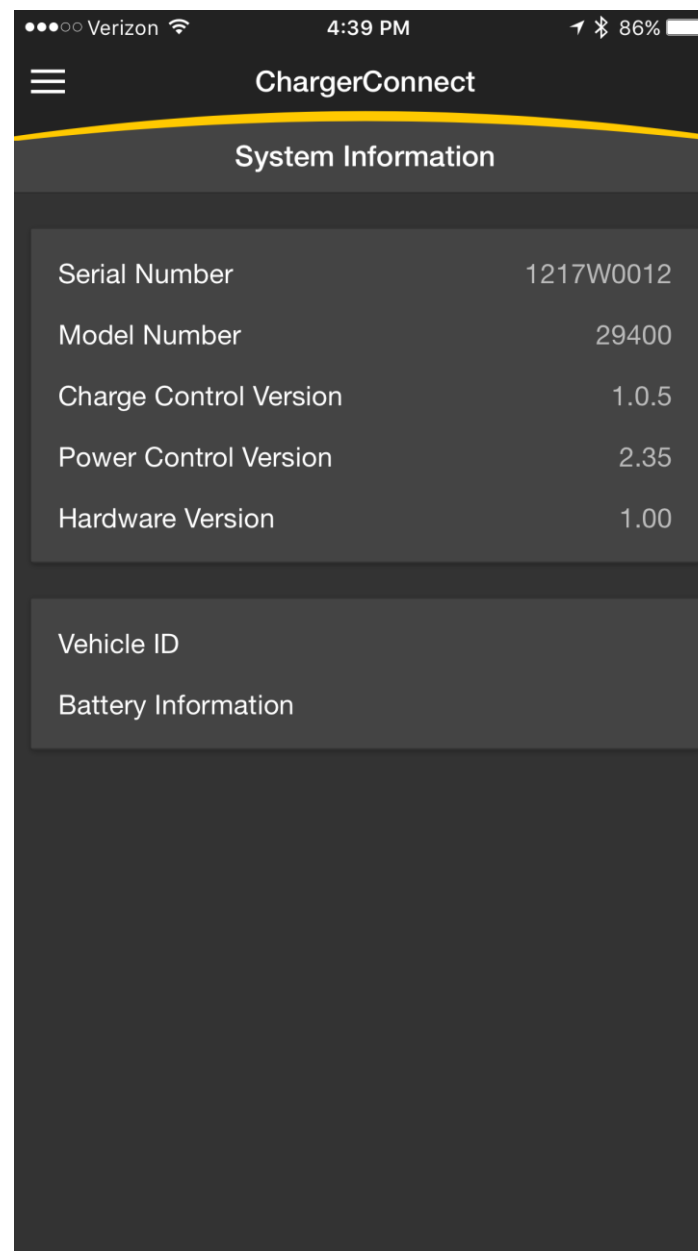 Verizon 4:39 PM 86%
ChargerConnect
System Information
Serial Number 1217W0012
Model Number 29400
Charge Control Version 1.0.5
Power Control Version 2.35
Hardware Version 1.00
Vehicle ID
Battery Information